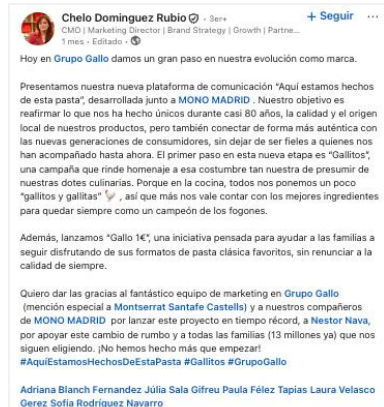 Chelo Dominguez Rubio · 3er+
+ Seguir ···
CMO | Marketing Director | Brand Strategy | Growth | Partne...
1 mes · Editado ·
Hoy en Grupo Gallo damos un gran paso en nuestra evolución como marca.
Presentamos nuestra nueva plataforma de comunicación “Aquí estamos hechos
de esta pasta”, desarrollada junto a MONO MADRID . Nuestro objetivo es
reafirmar lo que nos ha hecho únicos durante casi 80 años, la calidad y el origen
local de nuestros productos, pero también conectar de forma más auténtica con
las nuevas generaciones de consumidores, sin dejar de ser fieles a quienes nos
han acompañado hasta ahora. El primer paso en esta nueva etapa es “Gallitos”,
una campaña que rinde homenaje a esa costumbre tan nuestra de presumir de
nuestras dotes culinarias. Porque en la cocina, todos nos ponemos un poco
“gallitos y gallitas” 🐓 , así que más nos vale contar con los mejores ingredientes
para quedar siempre como un campeón de los fogones.
Además, lanzamos “Gallo 1€”, una iniciativa pensada para ayudar a las familias a
seguir disfrutando de sus formatos de pasta clásica favoritos, sin renunciar a la
calidad de siempre.
Quiero dar las gracias al fantástico equipo de marketing en Grupo Gallo
(mención especial a Montserrat Santafe Castells) y a nuestros compañeros
de MONO MADRID por lanzar este proyecto en tiempo récord, a Nestor Nava,
por apoyar este cambio de rumbo y a todas las familias (13 millones ya) que nos
siguen eligiendo. ¡No hemos hecho más que empezar!
#AquíEstamosHechosDeEstaPasta #Gallitos #GrupoGallo
Adriana Blanch Fernandez Júlia Sala Gifreu Paula Félez Tapias Laura Velasco
Gerez Sofía Rodríguez Navarro